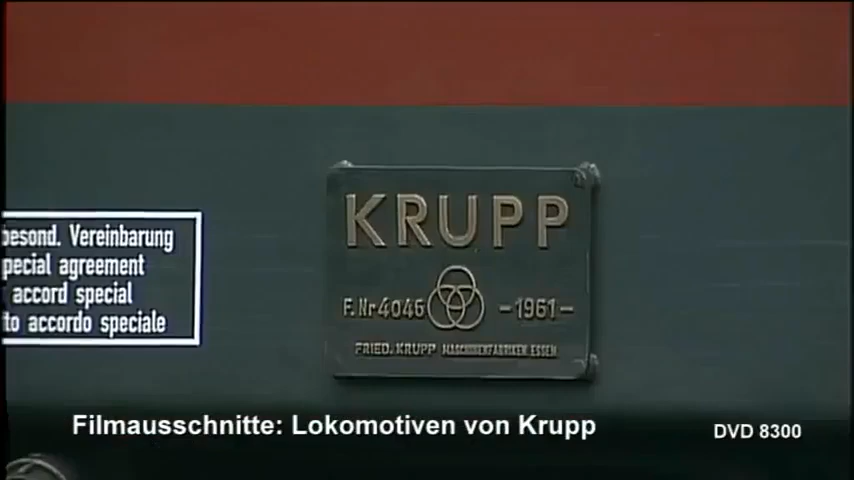 besond. Vereinbarung
pecial agreement
accord special
to accordo speciale
KRUPP
F. Nr 4046 – 1961 –
FRIED. KRUPP MASCHINENFABRIKEN ESSEN
Filmausschnitte: Lokomotiven von Krupp
DVD 8300